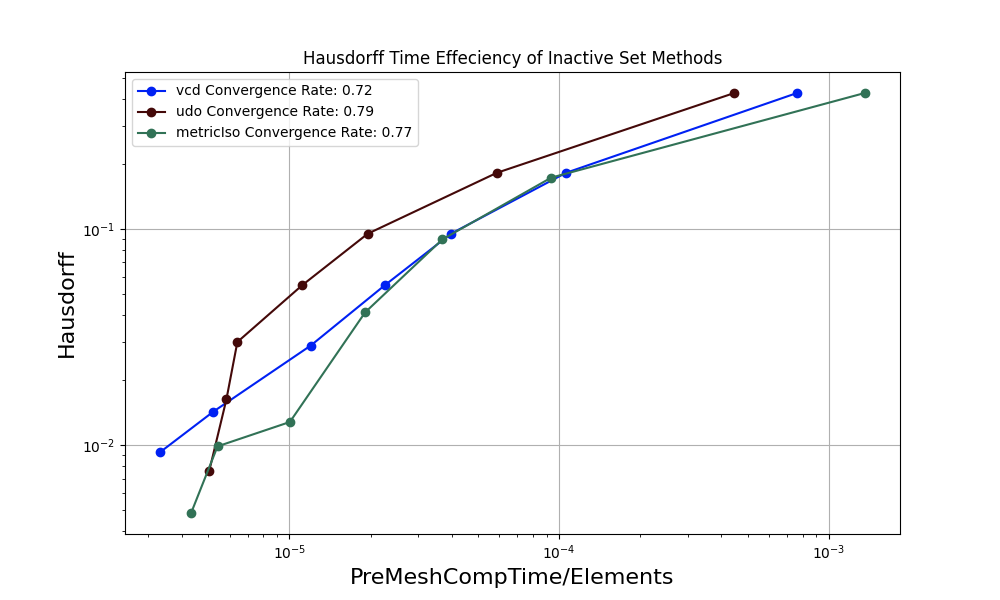 Hausdorff Time Effeciency of Inactive Set Methods
vcd Convergence Rate: 0.72
udo Convergence Rate: 0.79
metricIso Convergence Rate: 0.77
Hausdorff
10⁻¹
10⁻²
10⁻⁵ 10⁻⁴ 10⁻³
PreMeshCompTime/Elements